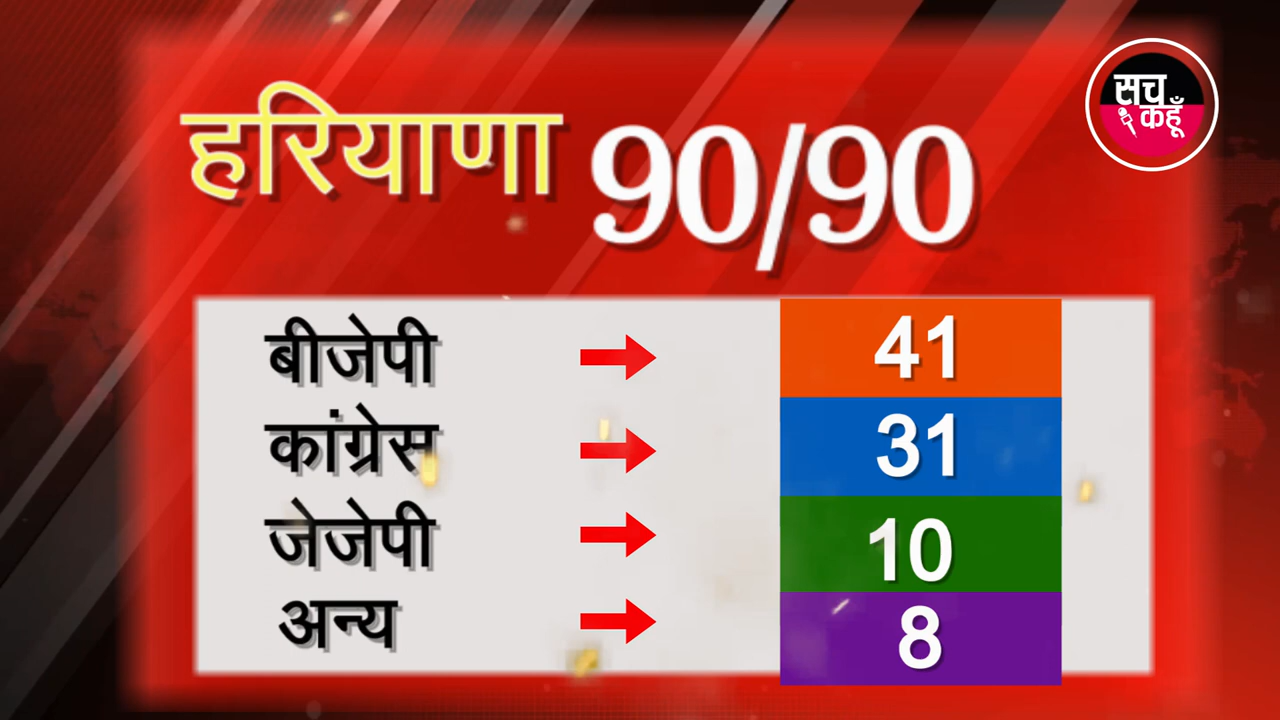 हरियाणा 90/90
सच
कहूँ
बीजेपी 41
कांग्रेस 31
जेजेपी 10
अन्य 8